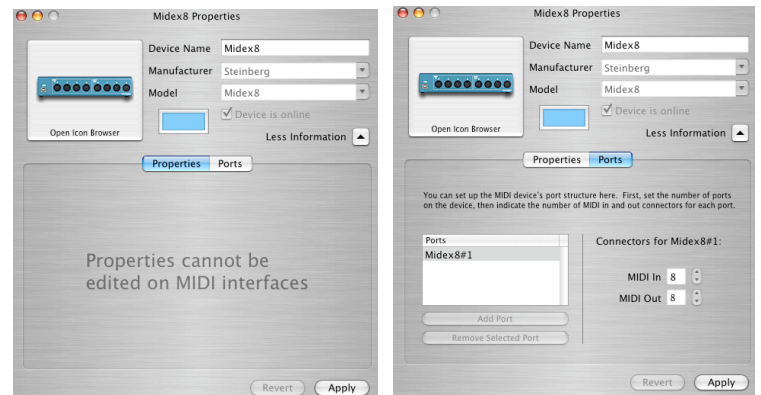 Midex8 Properties
Device Name Midex8
Manufacturer Steinberg
Model Midex8
Device is online
Open Icon Browser
Less Information
Properties Ports
Properties cannot be
edited on MIDI interfaces
Revert Apply
Midex8 Properties
Device Name Midex8
Manufacturer Steinberg
Model Midex8
Device is online
Open Icon Browser
Less Information
Properties Ports
You can set up the MIDI device's port structure here. First, set the number of ports
on the device, then indicate the number of MIDI in and out connectors for each port.
Ports
Connectors for Midex8#1:
Midex8#1
MIDI In 8
MIDI Out 8
Add Port
Remove Selected Port
Revert Apply